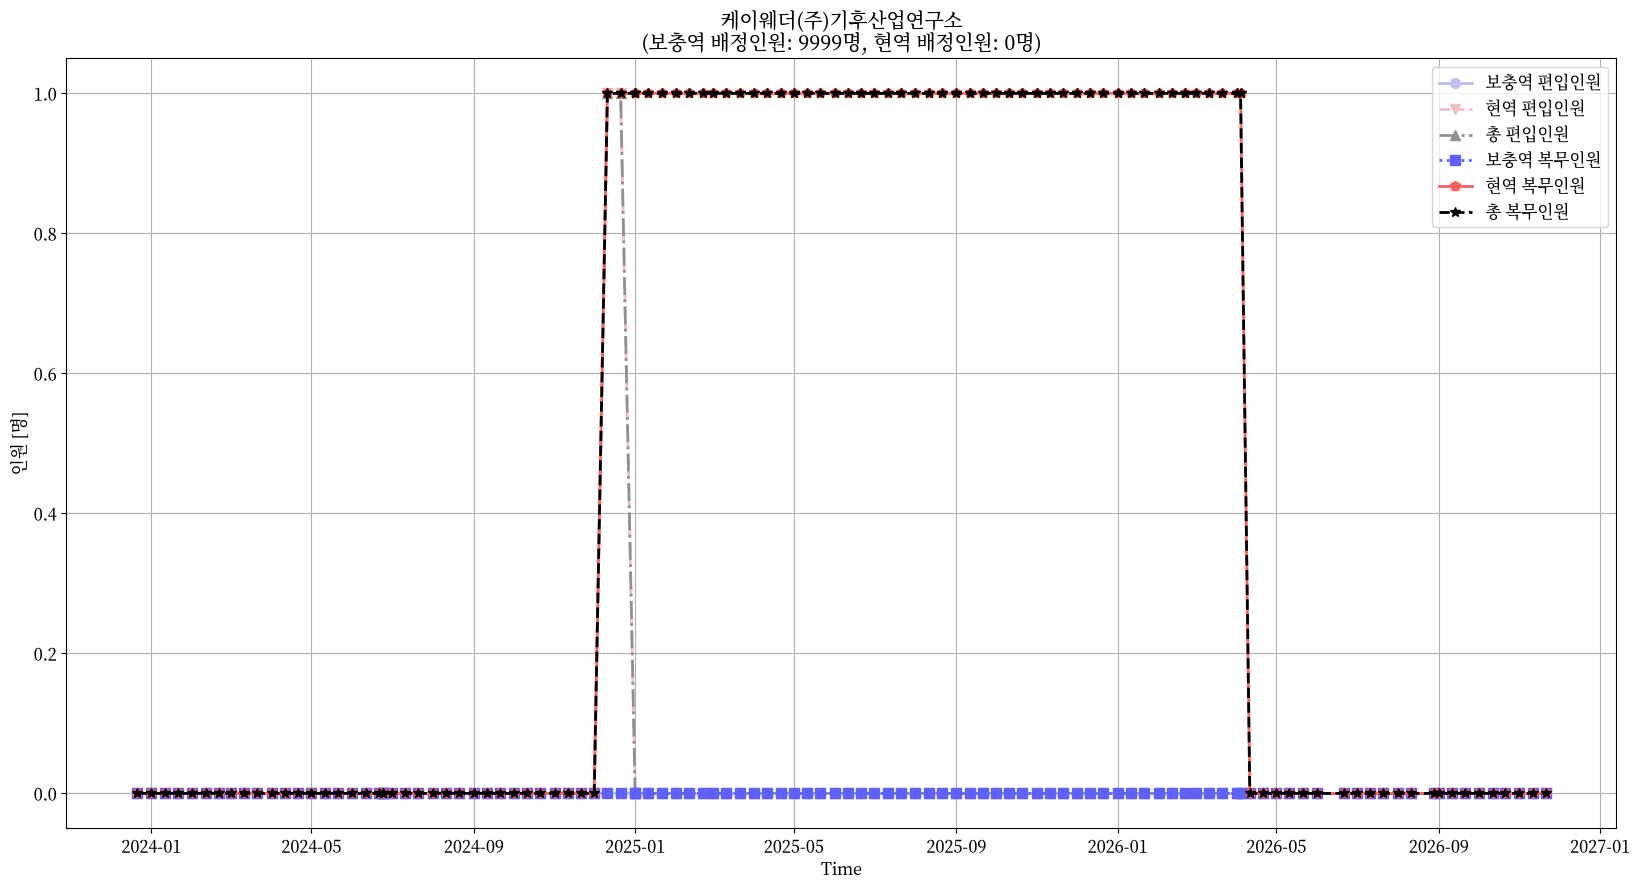 케이웨더(주)기후산업연구소
(보충역 배정인원: 9999명, 현역 배정인원: 0명)
보충역 편입인원
현역 편입인원
총 편입인원
보충역 복무인원
현역 복무인원
총 복무인원
인원 [명]
1.0
0.8
0.6
0.4
0.2
0.0
2024-01
2024-05
2024-09
2025-01
2025-05
2025-09
2026-01
2026-05
2026-09
2027-01
Time